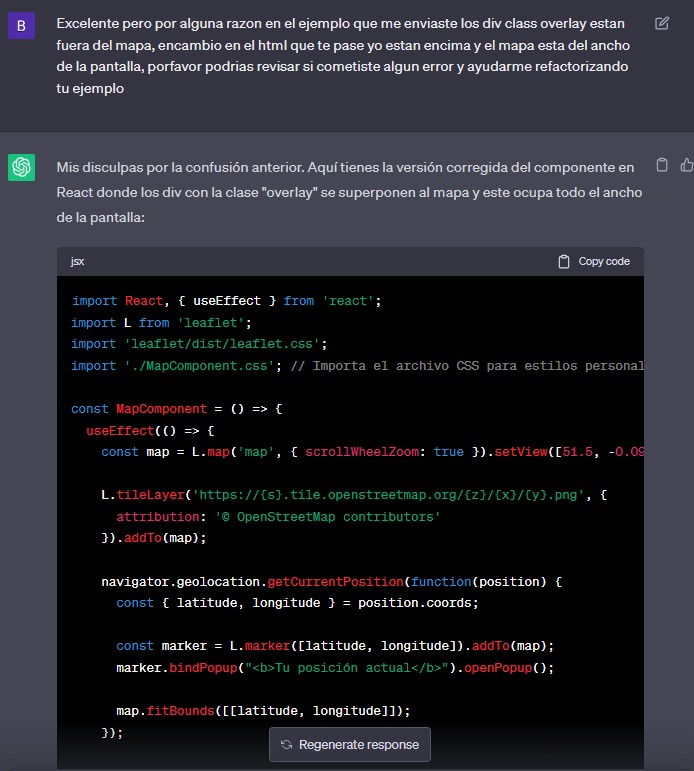 B
Excelente pero por alguna razon en el ejemplo que me enviaste los div class overlay estan
fuera del mapa, encambio en el html que te pase yo estan encima y el mapa esta del ancho
de la pantalla, porfavor podrias revisar si cometiste algun error y ayudarme refactorizando
tu ejemplo
Mis disculpas por la confusión anterior. Aquí tienes la versión corregida del componente en
React donde los div con la clase "overlay" se superponen al mapa y este ocupa todo el ancho
de la pantalla:
jsx Copy code
import React, { useEffect } from 'react';
import L from 'leaflet';
import 'leaflet/dist/leaflet.css';
import './MapComponent.css'; // Importa el archivo CSS para estilos personal
const MapComponent = () => {
useEffect(() => {
const map = L.map('map', { scrollWheelZoom: true }).setView([51.5, -0.09
L.tileLayer('https://{s}.tile.openstreetmap.org/{z}/{x}/{y}.png', {
attribution: '© OpenStreetMap contributors'
}).addTo(map);
navigator.geolocation.getCurrentPosition(function(position) {
const { latitude, longitude } = position.coords;
const marker = L.marker([latitude, longitude]).addTo(map);
marker.bindPopup("<b>Tu posición actual</b>").openPopup();
map.fitBounds([[latitude, longitude]]);
});
Regenerate response